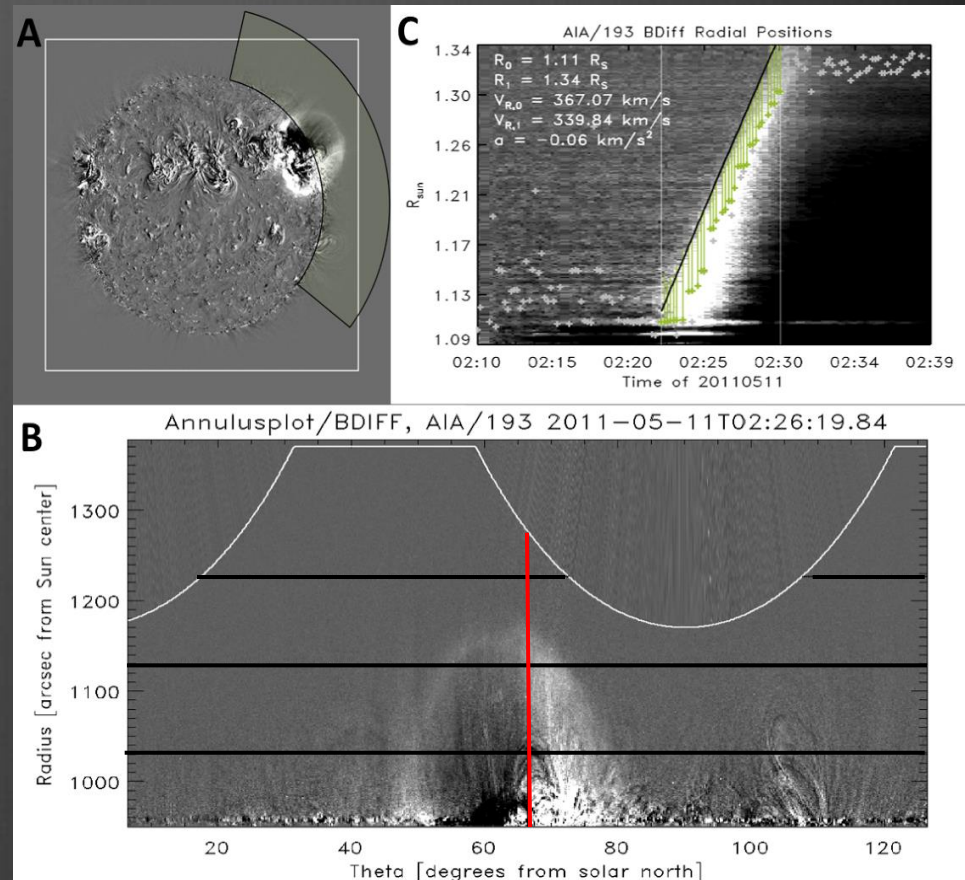 A
C
AIA/193 BDiff Radial Positions
R0 = 1.11 RS
R1 = 1.34 RS
VR,0 = 367.07 km/s
VR,1 = 339.84 km/s
a = -0.06 km/s²
1.34
1.30
1.26
1.21
1.17
1.13
1.09
Rsun
02:10 02:15 02:20 02:25 02:30 02:35 02:39
Time of 20110511
B
Annulusplot/BDIFF, AIA/193 2011-05-11T02:26:19.84
1300
1200
1100
1000
Radius [arcsec from Sun center]
20 40 60 80 100 120
Theta [degrees from solar north]